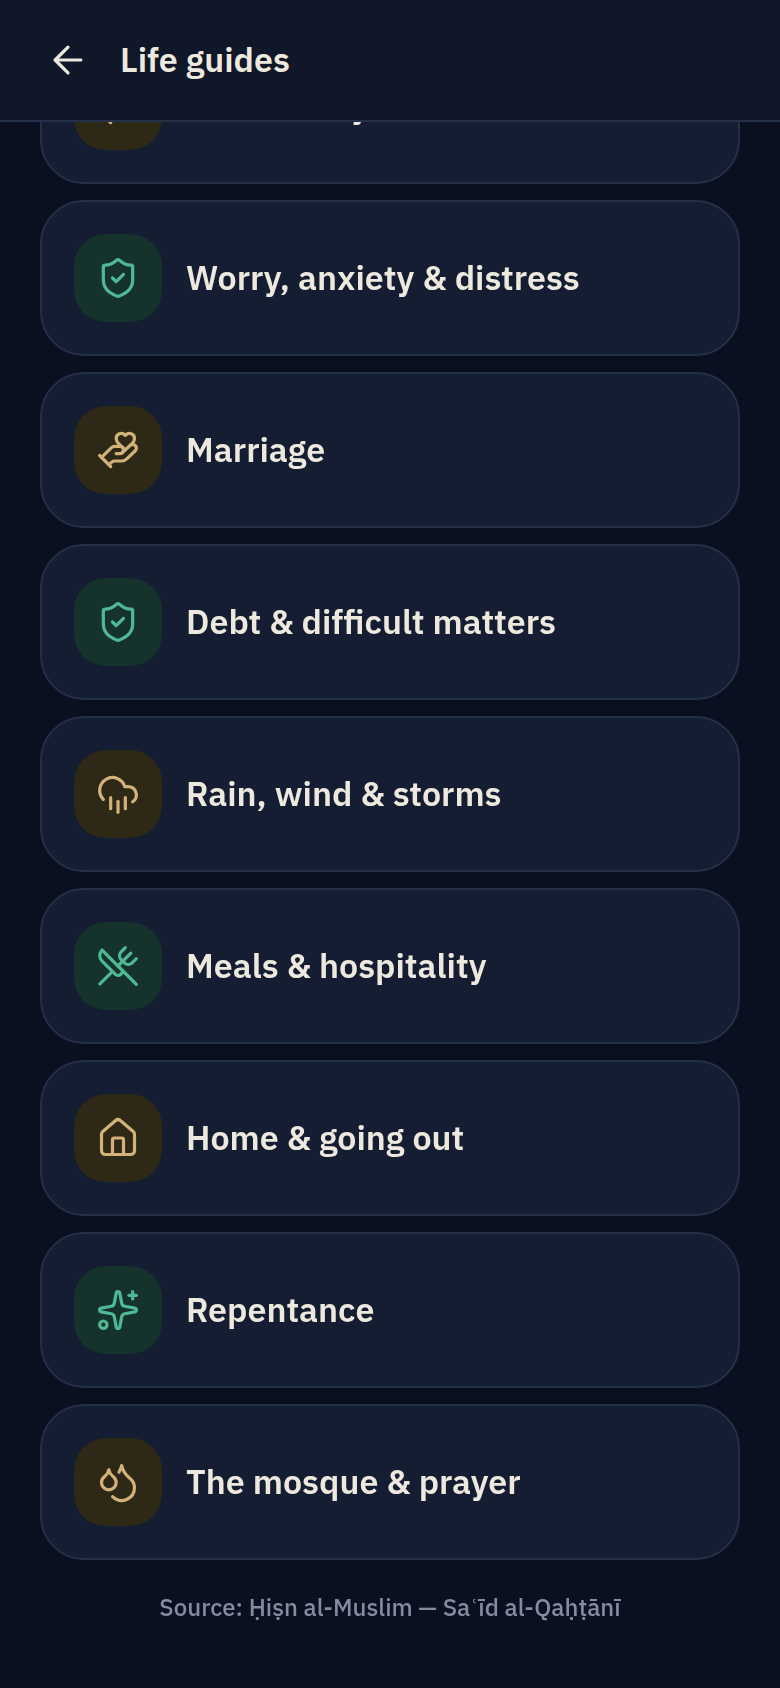 Life guides
Worry, anxiety & distress
Marriage
Debt & difficult matters
Rain, wind & storms
Meals & hospitality
Home & going out
Repentance
The mosque & prayer
Source: Ḥiṣn al-Muslim — Saʿīd al-Qaḥṭānī